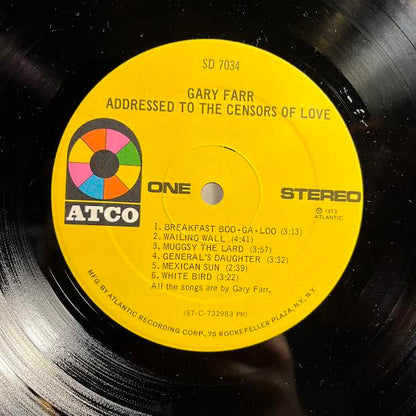 SD 7034
GARY FARR
ADDRESSED TO THE CENSORS OF LOVE
ATCO
ONE
STEREO
Ⓟ 1973
ATLANTIC
1. BREAKFAST BOO-GA-LOO (3:13)
2. WAILING WALL (4:41)
3. MUGGSY THE LARD (3:57)
4. GENERAL'S DAUGHTER (3:32)
5. MEXICAN SUN (2:39)
6. WHITE BIRD (3:22)
All the songs are by Gary Farr.
(ST-C-732983 PR)
MFG. BY ATLANTIC RECORDING CORP., 75 ROCKEFELLER PLAZA, N.Y., N.Y.